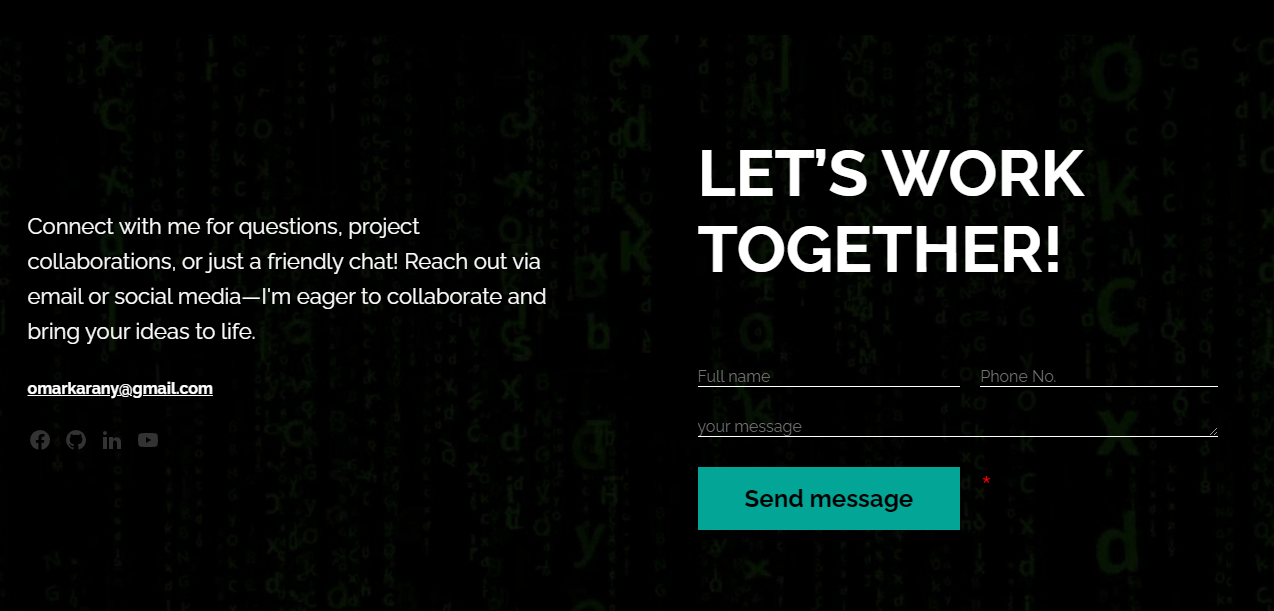 Connect with me for questions, project
collaborations, or just a friendly chat! Reach out via
email or social media—I'm eager to collaborate and
bring your ideas to life.
omarkarany@gmail.com
LET’S WORK
TOGETHER!
Full name
Phone No.
your message
Send message
*